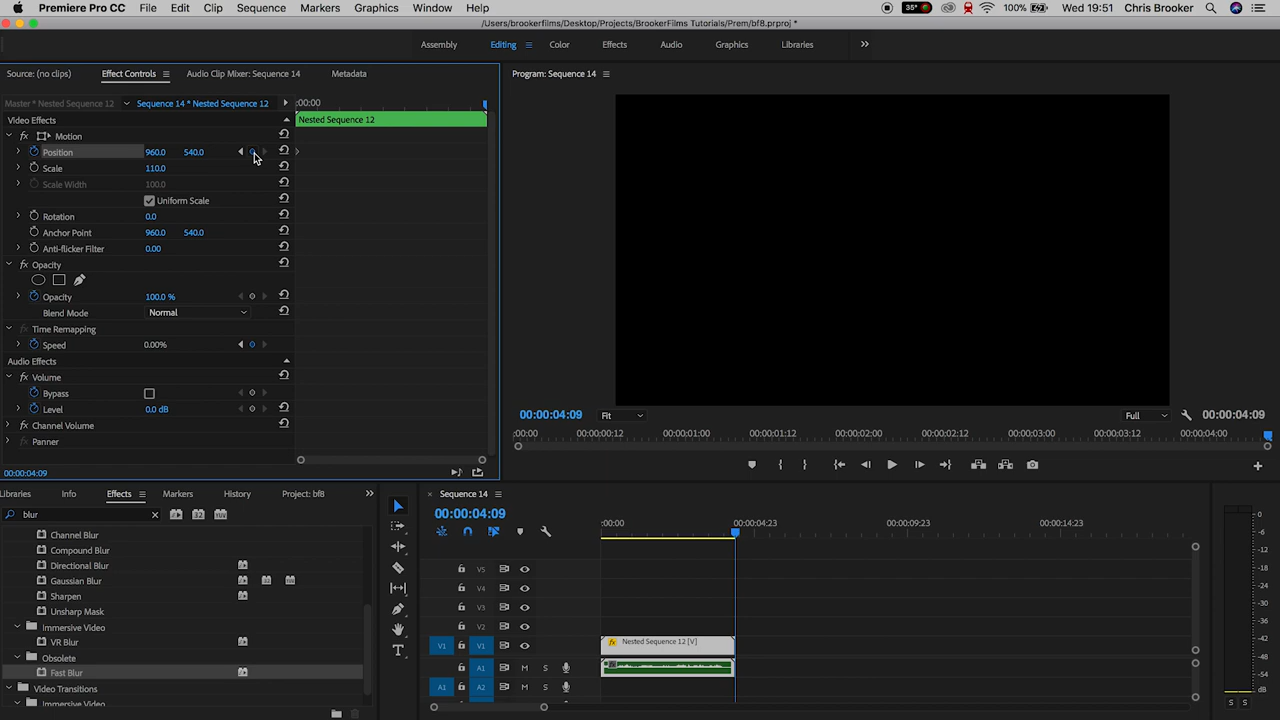 Premiere Pro CC File Edit Clip Sequence Markers Graphics Window Help 35° 100% Wed 19:51 Chris Brooker
/Users/brookerfilms/Desktop/Projects/BrookerFilms Tutorials/Prem/bf8.prproj *
Assembly Editing Color Effects Audio Graphics Libraries
Source: (no clips) Effect Controls Audio Clip Mixer: Sequence 14 Metadata Program: Sequence 14
Master * Nested Sequence 12 Sequence 14 * Nested Sequence 12 :00:00
Video Effects Nested Sequence 12
fx Motion
Position 960.0 540.0
Scale 110.0
Scale Width 100.0
Uniform Scale
Rotation 0.0
Anchor Point 960.0 540.0
Anti-flicker Filter 0.00
fx Opacity
Opacity 100.0 %
Blend Mode Normal
fx Time Remapping
Speed 0.00%
Audio Effects
fx Volume
Bypass
Level 0.0 dB
Channel Volume
Panner
00:00:04:09
00:00:04:09 Fit Full 00:00:04:09
:00:00 00:00:00:12 00:00:01:00 00:00:01:12 00:00:02:00 00:00:02:12 00:00:03:00 00:00:03:12 00:00:04:00
Libraries Info Effects Markers History Project: bf8
blur
Channel Blur
Compound Blur
Directional Blur
Gaussian Blur
Sharpen
Unsharp Mask
Immersive Video
VR Blur
Obsolete
Fast Blur
Video Transitions
Immersive Video
Sequence 14
00:00:04:09 :00:00 00:00:04:23 00:00:09:23 00:00:14:23
V5
V4
V3
V2
V1 V1 fx Nested Sequence 12 [V]
A1 M S
A1 A2 M S
0
-6
-12
-18
-24
-30
-36
-42
-48
-54
dB
S S